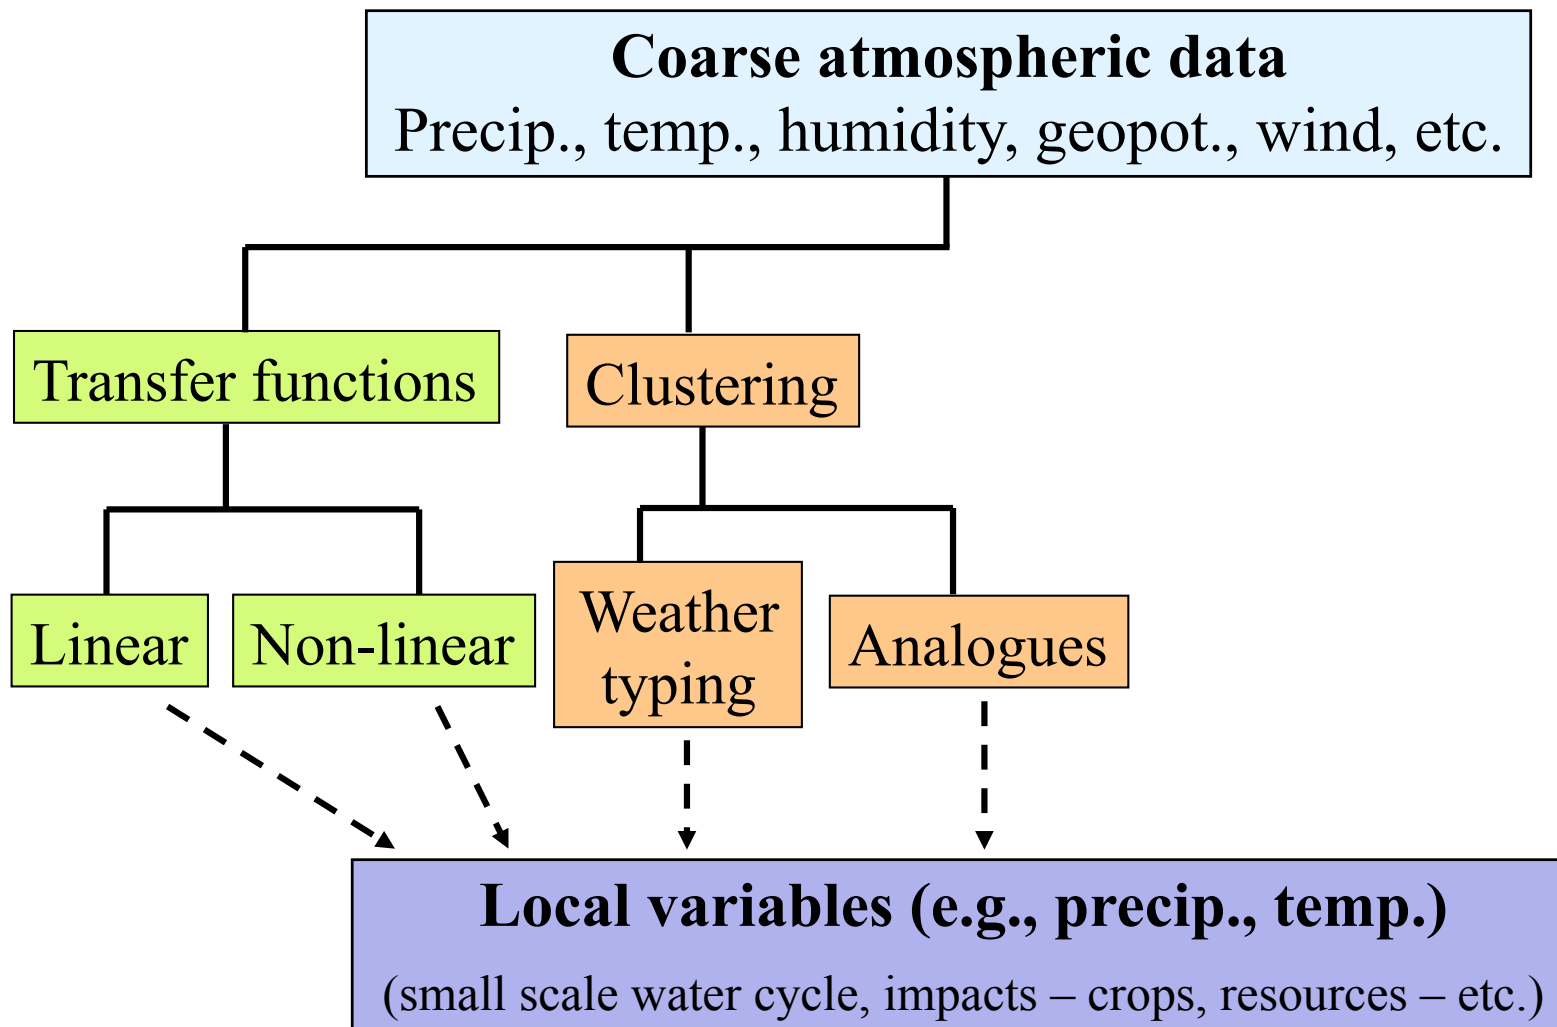 Coarse atmospheric data
Precip., temp., humidity, geopot., wind, etc.
Transfer functions
Clustering
Linear
Non-linear
Weather
typing
Analogues
Local variables (e.g., precip., temp.)
(small scale water cycle, impacts – crops, resources – etc.)